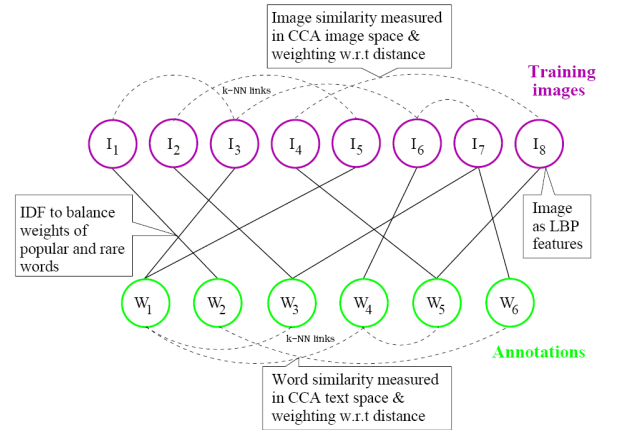 Image similarity measured
in CCA image space &
weighting w.r.t distance
Training
images
k-NN links
I1 I2 I3 I4 I5 I6 I7 I8
IDF to balance
weights of
popular and rare
words
Image
as LBP
features
W1 W2 W3 W4 W5 W6
k-NN links
Annotations
Word similarity measured
in CCA text space &
weighting w.r.t distance